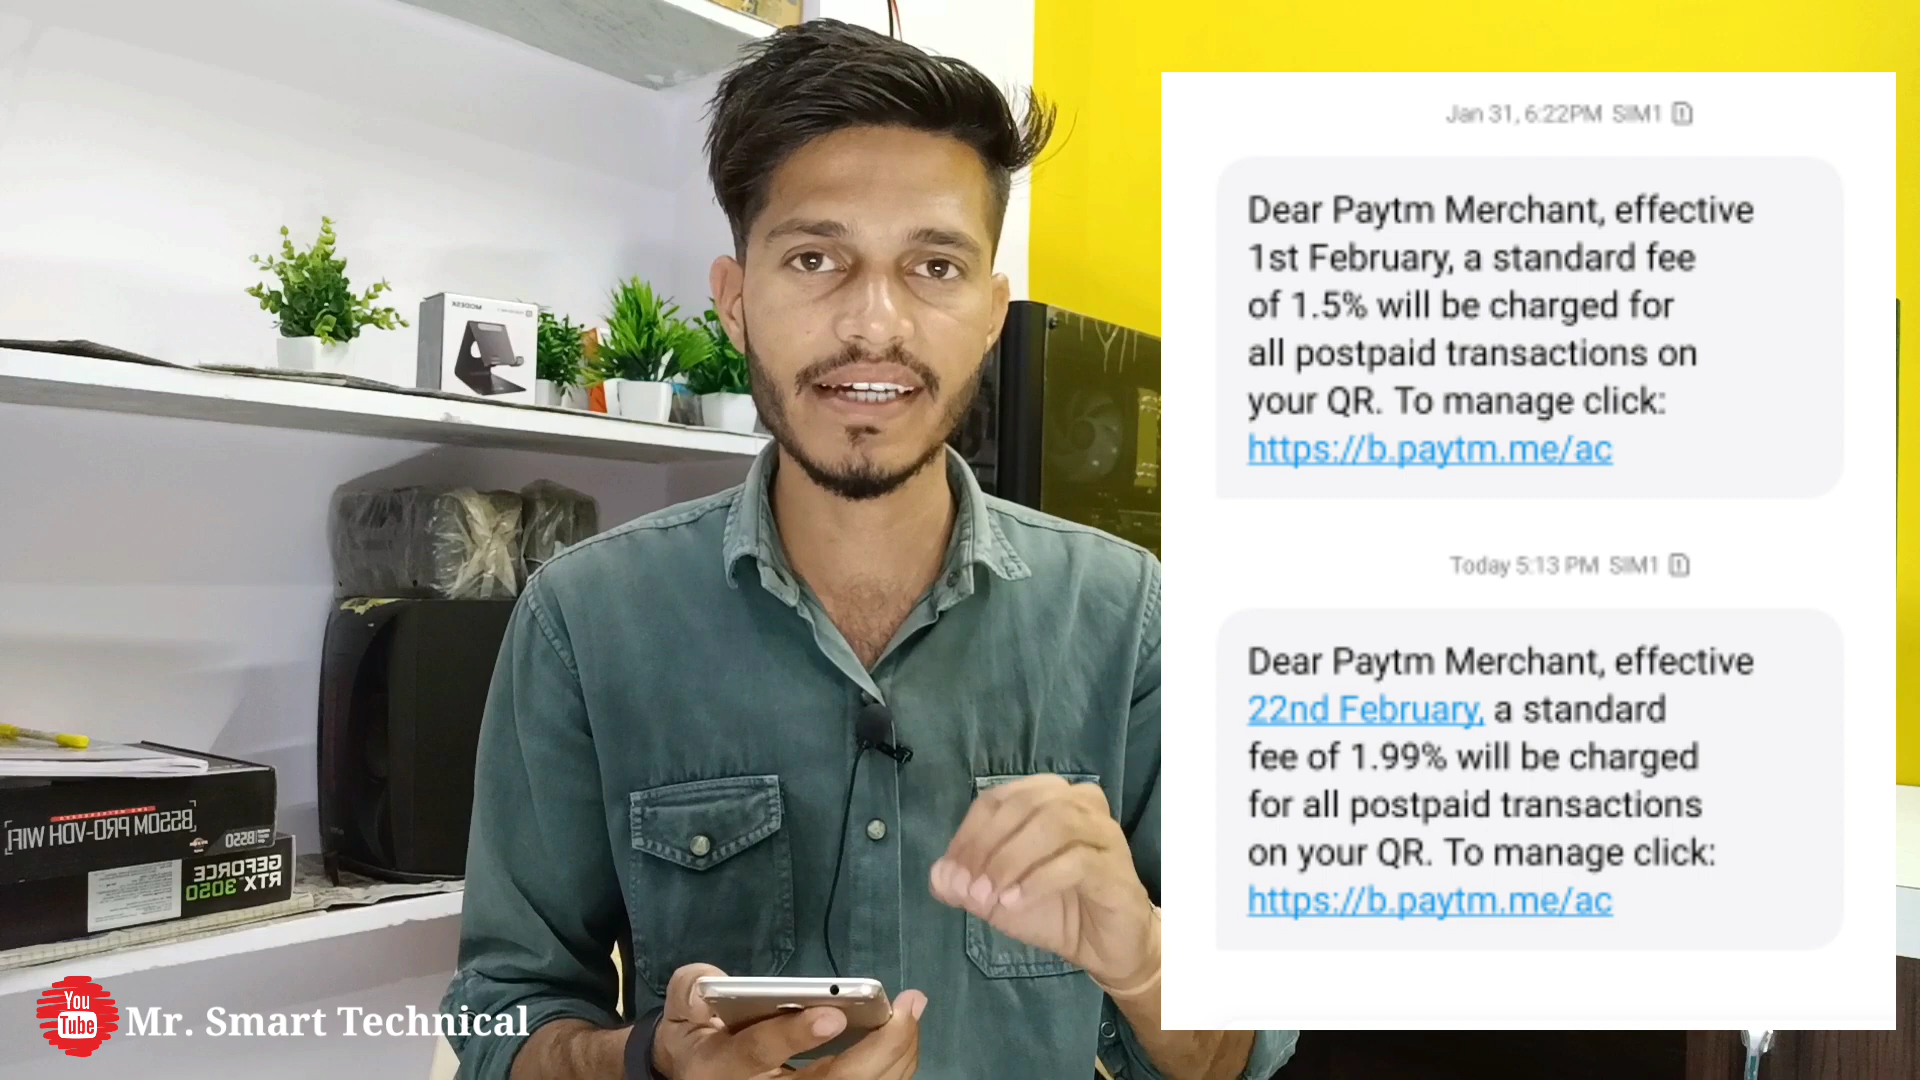 Jan 31, 6:22PM SIM1
Dear Paytm Merchant, effective
1st February, a standard fee
of 1.5% will be charged for
all postpaid transactions on
your QR. To manage click:
https://b.paytm.me/ac
Today 5:13 PM SIM1
Dear Paytm Merchant, effective
22nd February, a standard
fee of 1.99% will be charged
for all postpaid transactions
on your QR. To manage click:
https://b.paytm.me/ac
MODESK
B550M PRO-VDH WIFI
B550
GEFORCE
RTX 3050
You
Tube
Mr. Smart Technical